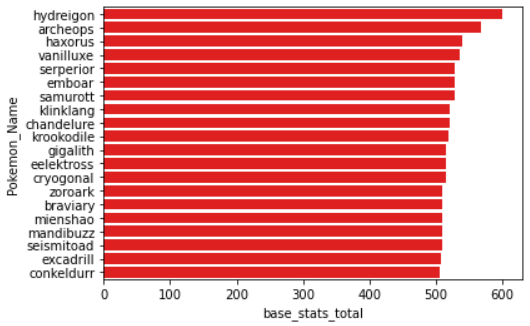 hydreigon
archeops
haxorus
vanilluxe
serperior
emboar
samurott
klinklang
chandelure
krookodile
gigalith
eelektross
cryogonal
zoroark
braviary
mienshao
mandibuzz
seismitoad
excadrill
conkeldurr
Pokemon_Name
0 100 200 300 400 500 600
base_stats_total